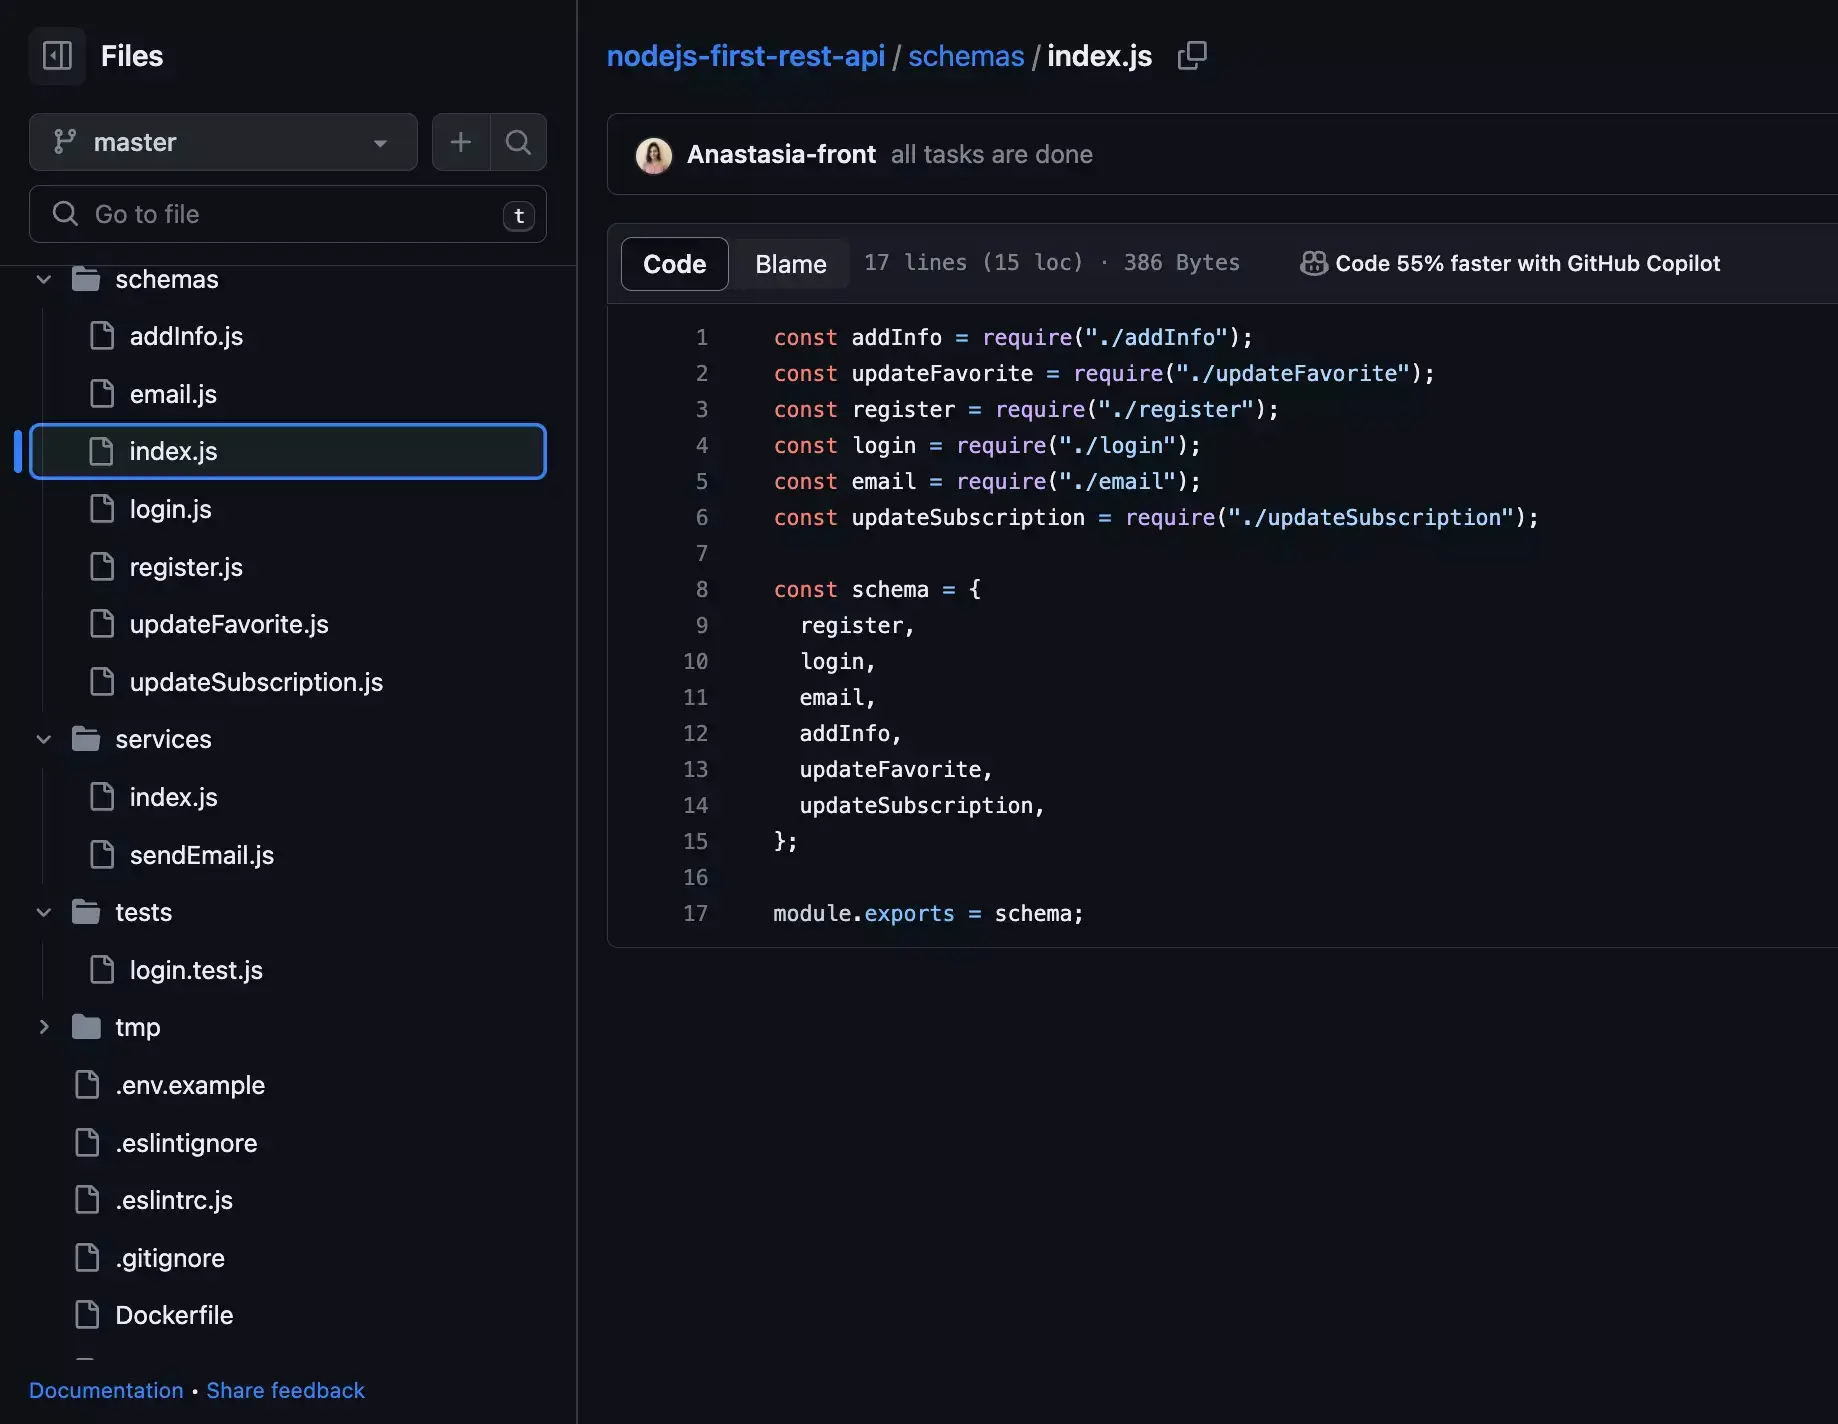 Files
master
Go to file
t
schemas
addInfo.js
email.js
index.js
login.js
register.js
updateFavorite.js
updateSubscription.js
services
index.js
sendEmail.js
tests
login.test.js
tmp
.env.example
.eslintignore
.eslintrc.js
.gitignore
Dockerfile
Documentation • Share feedback
nodejs-first-rest-api / schemas / index.js
Anastasia-front all tasks are done
Code Blame 17 lines (15 loc) · 386 Bytes Code 55% faster with GitHub Copilot
1 const addInfo = require("./addInfo");
2 const updateFavorite = require("./updateFavorite");
3 const register = require("./register");
4 const login = require("./login");
5 const email = require("./email");
6 const updateSubscription = require("./updateSubscription");
7
8 const schema = {
9   register,
10   login,
11   email,
12   addInfo,
13   updateFavorite,
14   updateSubscription,
15 };
16
17 module.exports = schema;